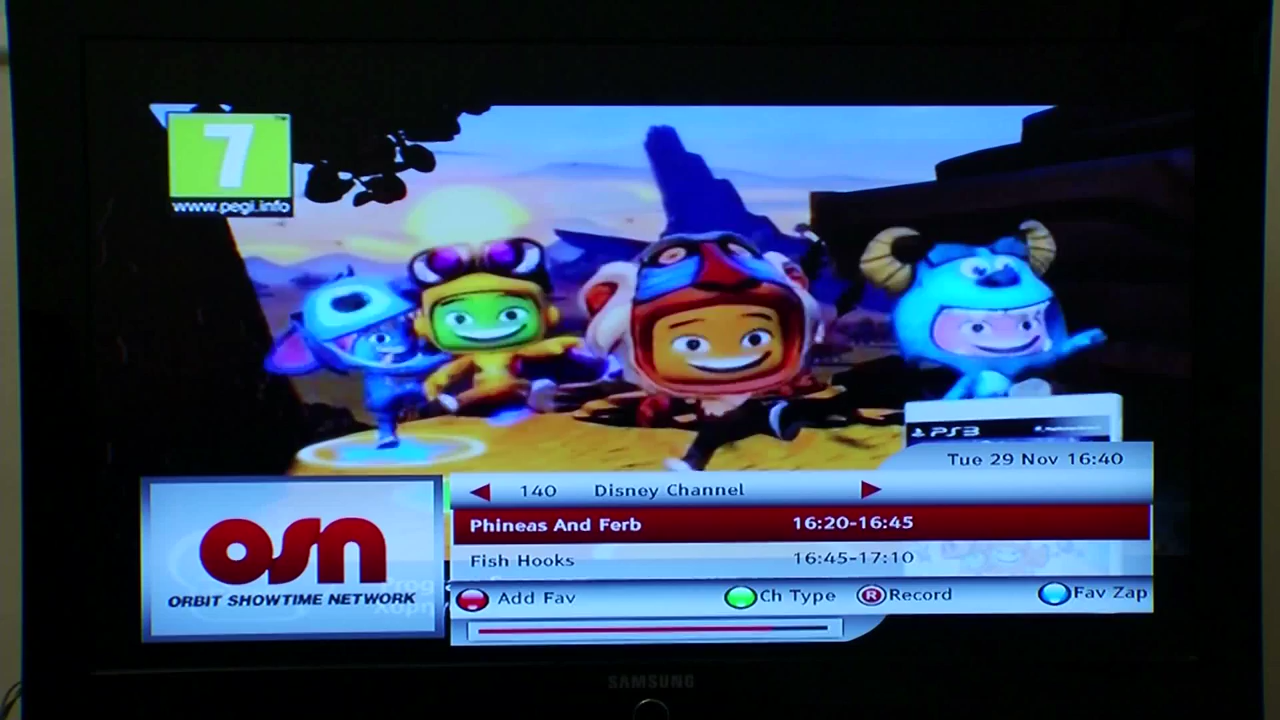 7
www.pegi.info
PS3
Tue 29 Nov 16:40
140 Disney Channel
Phineas And Ferb 16:20-16:45
Fish Hooks 16:45-17:10
OSN
ORBIT SHOWTIME NETWORK
Add Fav Ch Type R Record Fav Zap
SAMSUNG